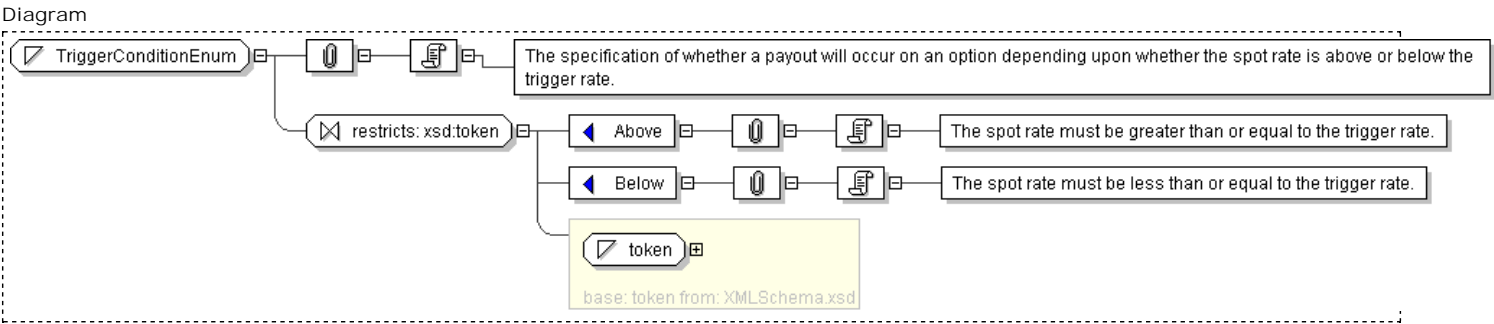 Diagram
TriggerConditionEnum
The specification of whether a payout will occur on an option depending upon whether the spot rate is above or below the
trigger rate.
restricts: xsd:token
Above
The spot rate must be greater than or equal to the trigger rate.
Below
The spot rate must be less than or equal to the trigger rate.
token
base: token from: XMLSchema.xsd